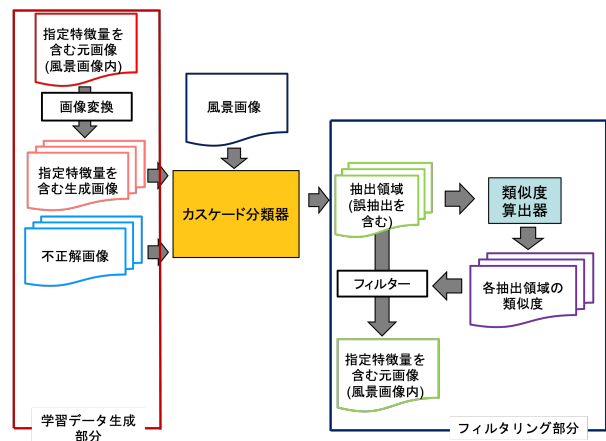 指定特徴量を
含む元画像
(風景画像内)
画像変換
指定特徴量を
含む生成画像
不正解画像
学習データ生成
部分
風景画像
カスケード分類器
抽出領域
(誤抽出を
含む)
類似度
算出器
フィルター
各抽出領域の
類似度
指定特徴量を
含む元画像
(風景画像内)
フィルタリング部分